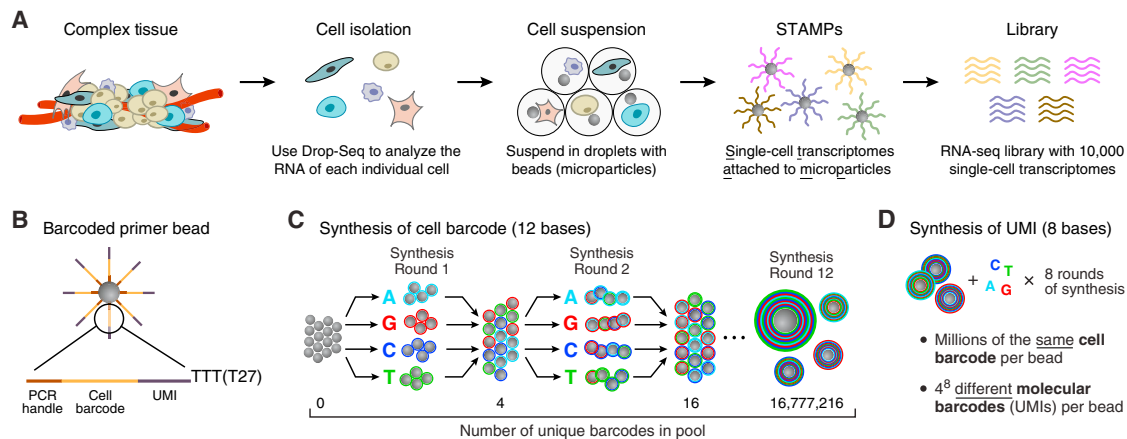 A
Complex tissue
Cell isolation
Cell suspension
STAMPs
Library
Use Drop-Seq to analyze the
RNA of each individual cell
Suspend in droplets with
beads (microparticles)
Single-cell transcriptomes
attached to microparticles
RNA-seq library with 10,000
single-cell transcriptomes
B
Barcoded primer bead
TTT(T27)
PCR
handle
Cell
barcode
UMI
C
Synthesis of cell barcode (12 bases)
Synthesis
Round 1
Synthesis
Round 2
Synthesis
Round 12
A
G
C
T
A
G
C
T
...
0
4
16
16,777,216
Number of unique barcodes in pool
D
Synthesis of UMI (8 bases)
+
C
T
A
G
×
8 rounds
of synthesis
• Millions of the same cell
barcode per bead
• 4⁸ different molecular
barcodes (UMIs) per bead